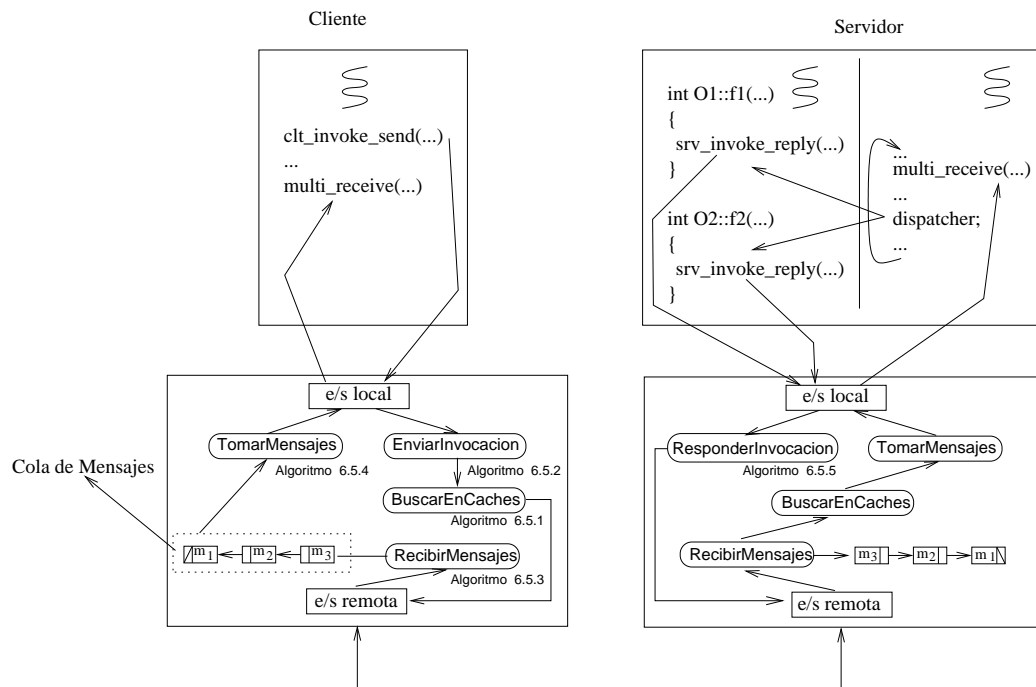 Cliente
clt_invoke_send(...)
...
multi_receive(...)
Servidor
int O1::f1(...)
{
srv_invoke_reply(...)
}
int O2::f2(...)
{
srv_invoke_reply(...)
}
...
multi_receive(...)
...
dispatcher;
...
e/s local
TomarMensajes
Algoritmo 6.5.4
EnviarInvocacion
Algoritmo 6.5.2
BuscarEnCaches
Algoritmo 6.5.1
Cola de Mensajes
m1
m2
m3
RecibirMensajes
Algoritmo 6.5.3
e/s remota
e/s local
ResponderInvocacion
Algoritmo 6.5.5
TomarMensajes
BuscarEnCaches
RecibirMensajes
m3
m2
m1
e/s remota